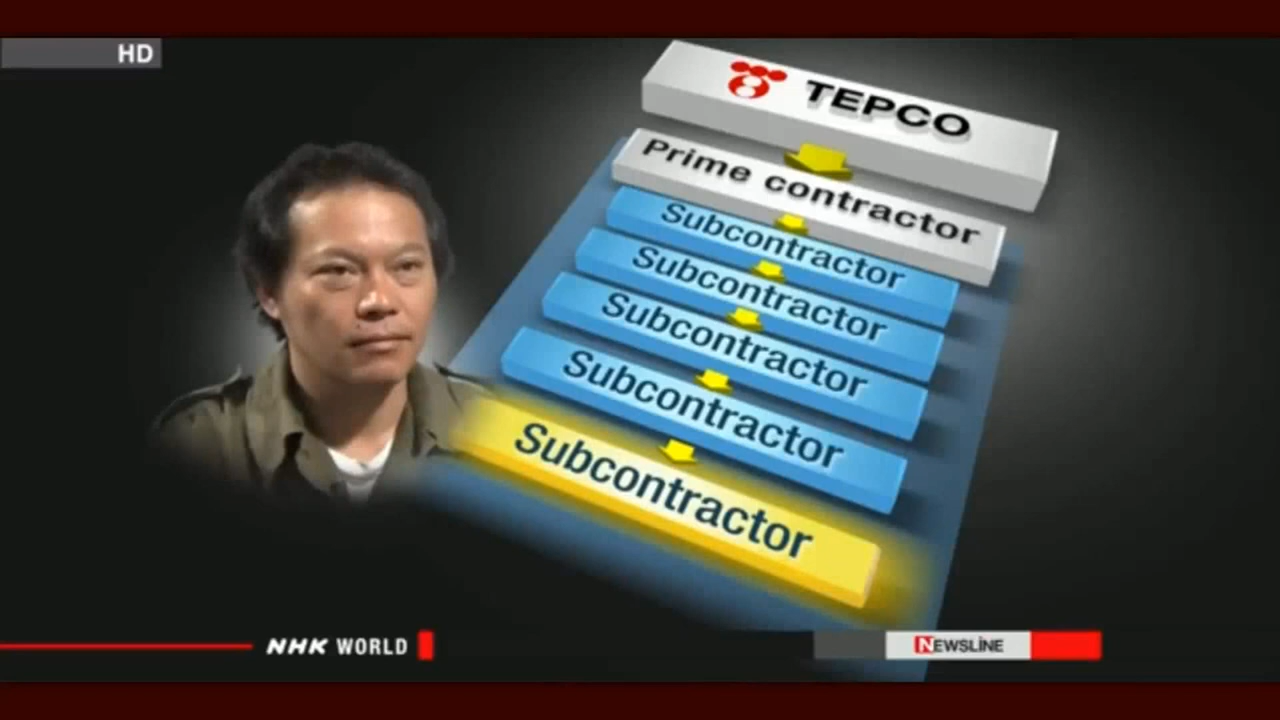 HD
TEPCO
Prime contractor
Subcontractor
Subcontractor
Subcontractor
Subcontractor
Subcontractor
NHK WORLD
NEWSLINE